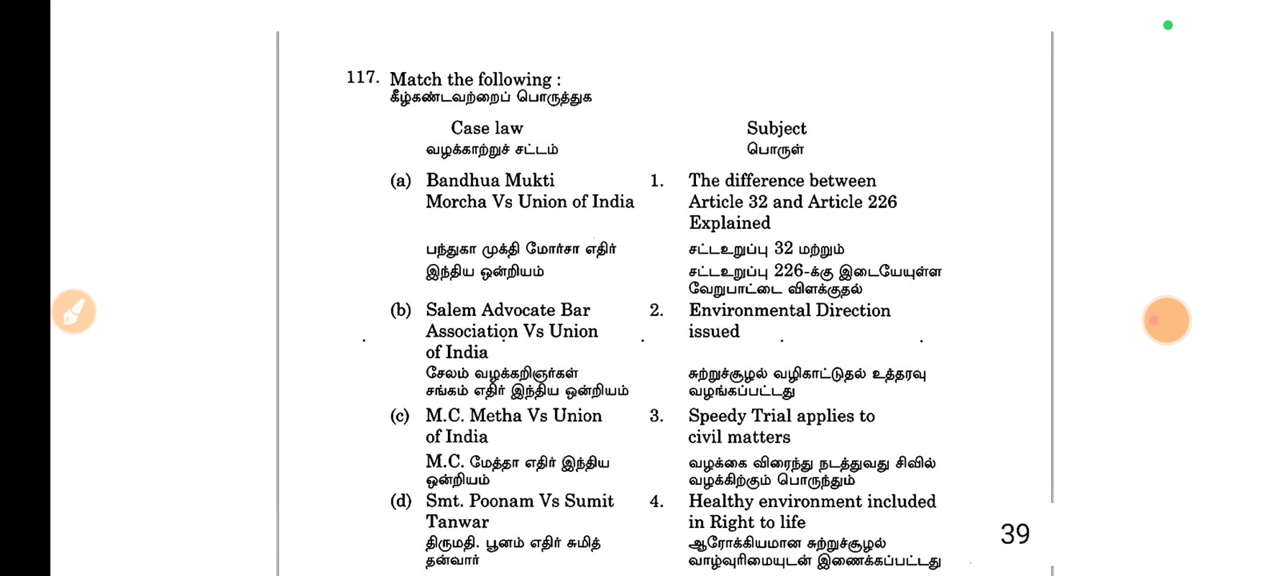 117. Match the following :
கீழ்கண்டவற்றைப் பொருத்துக
Case law Subject
வழக்காற்றுச் சட்டம் பொருள்
(a) Bandhua Mukti 1. The difference between
Morcha Vs Union of India Article 32 and Article 226
Explained
பந்துகா முக்தி மோர்சா எதிர் சட்டஉறுப்பு 32 மற்றும்
இந்திய ஒன்றியம் சட்டஉறுப்பு 226-க்கு இடையேயுள்ள
வேறுபாட்டை விளக்குதல்
(b) Salem Advocate Bar 2. Environmental Direction
Association Vs Union issued
of India
சேலம் வழக்கறிஞர்கள் சுற்றுச்சூழல் வழிகாட்டுதல் உத்தரவு
சங்கம் எதிர் இந்திய ஒன்றியம் வழங்கப்பட்டது
(c) M.C. Metha Vs Union 3. Speedy Trial applies to
of India civil matters
M.C. மேத்தா எதிர் இந்திய வழக்கை விரைந்து நடத்துவது சிவில்
ஒன்றியம் வழக்கிற்கும் பொருந்தும்
(d) Smt. Poonam Vs Sumit 4. Healthy environment included
Tanwar in Right to life
திருமதி. பூனம் எதிர் சுமித் ஆரோக்கியமான சுற்றுச்சூழல்
தன்வார் வாழ்வுரிமையுடன் இணைக்கப்பட்டது
39